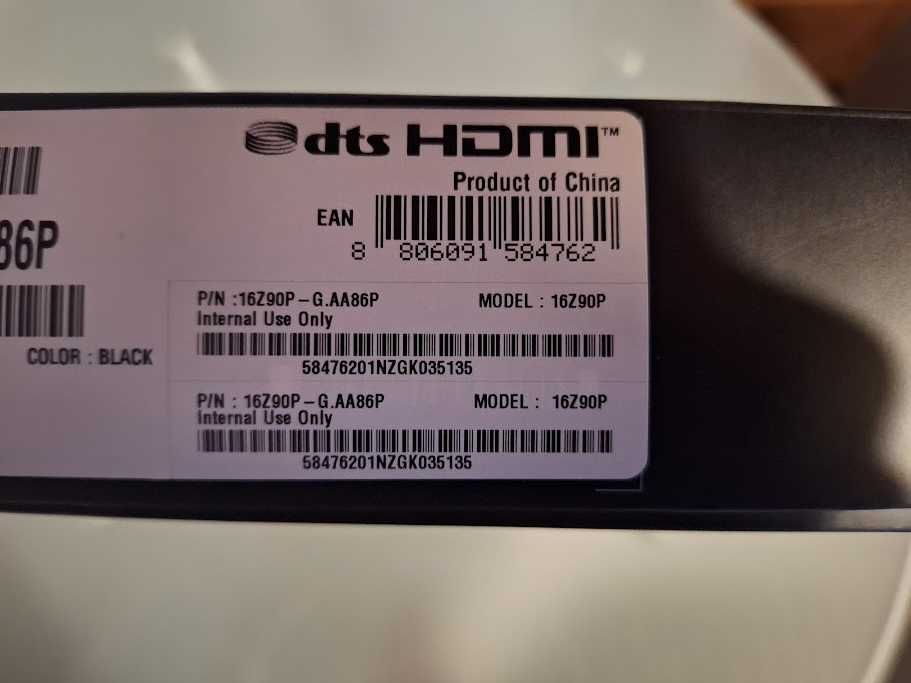 dts HDMI™
Product of China
EAN
8 806091 584762
86P
P/N :16Z90P-G.AA86P MODEL : 16Z90P
Internal Use Only
58476201NZGK035135
COLOR : BLACK
P/N : 16Z90P-G.AA86P MODEL : 16Z90P
Internal Use Only
58476201NZGK035135